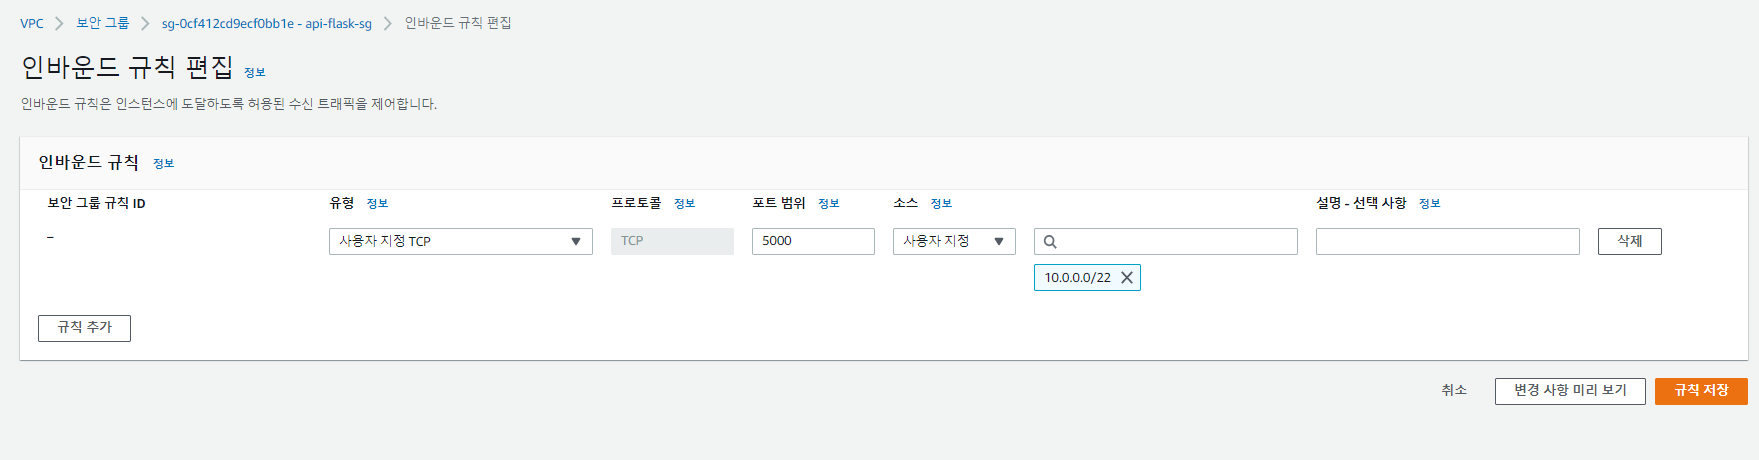 VPC > 보안 그룹 > sg-0cf412cd9ecf0bb1e - api-flask-sg > 인바운드 규칙 편집
인바운드 규칙 편집 정보
인바운드 규칙은 인스턴스에 도달하도록 허용된 수신 트래픽을 제어합니다.
인바운드 규칙 정보
보안 그룹 규칙 ID 유형 정보 프로토콜 정보 포트 범위 정보 소스 정보 설명 - 선택 사항 정보
– 사용자 지정 TCP TCP 5000 사용자 지정 삭제
10.0.0.0/22
규칙 추가
취소 변경 사항 미리 보기 규칙 저장